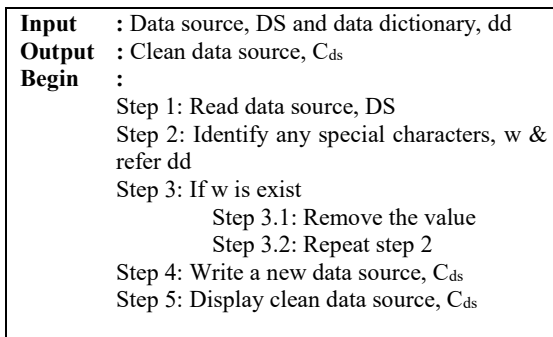 Input : Data source, DS and data dictionary, dd
Output : Clean data source, Cds
Begin :
Step 1: Read data source, DS
Step 2: Identify any special characters, w &
refer dd
Step 3: If w is exist
Step 3.1: Remove the value
Step 3.2: Repeat step 2
Step 4: Write a new data source, Cds
Step 5: Display clean data source, Cds